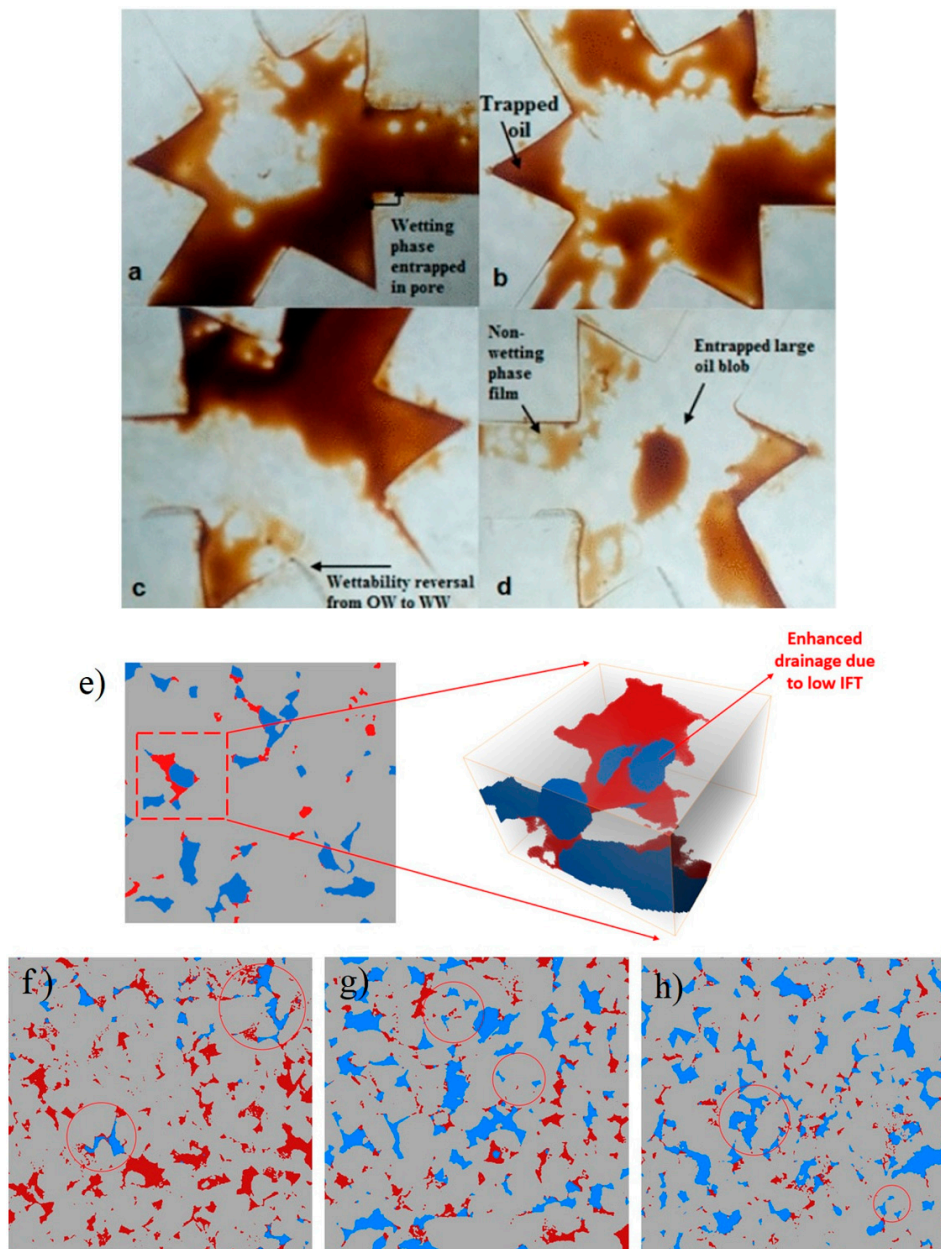 Trapped
oil
Wetting
phase
entrapped
in pore
a
b
Non-
wetting
phase
film
Entrapped large
oil blob
Wettability reversal
from OW to WW
c
d
Enhanced
drainage due
to low IFT
e)
f)
g)
h)